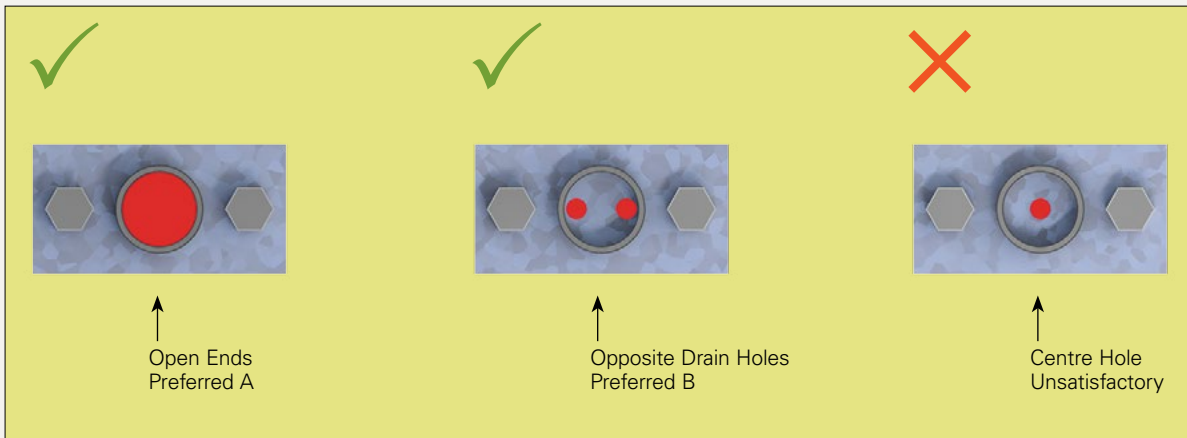 Open Ends
Preferred A
Opposite Drain Holes
Preferred B
Centre Hole
Unsatisfactory